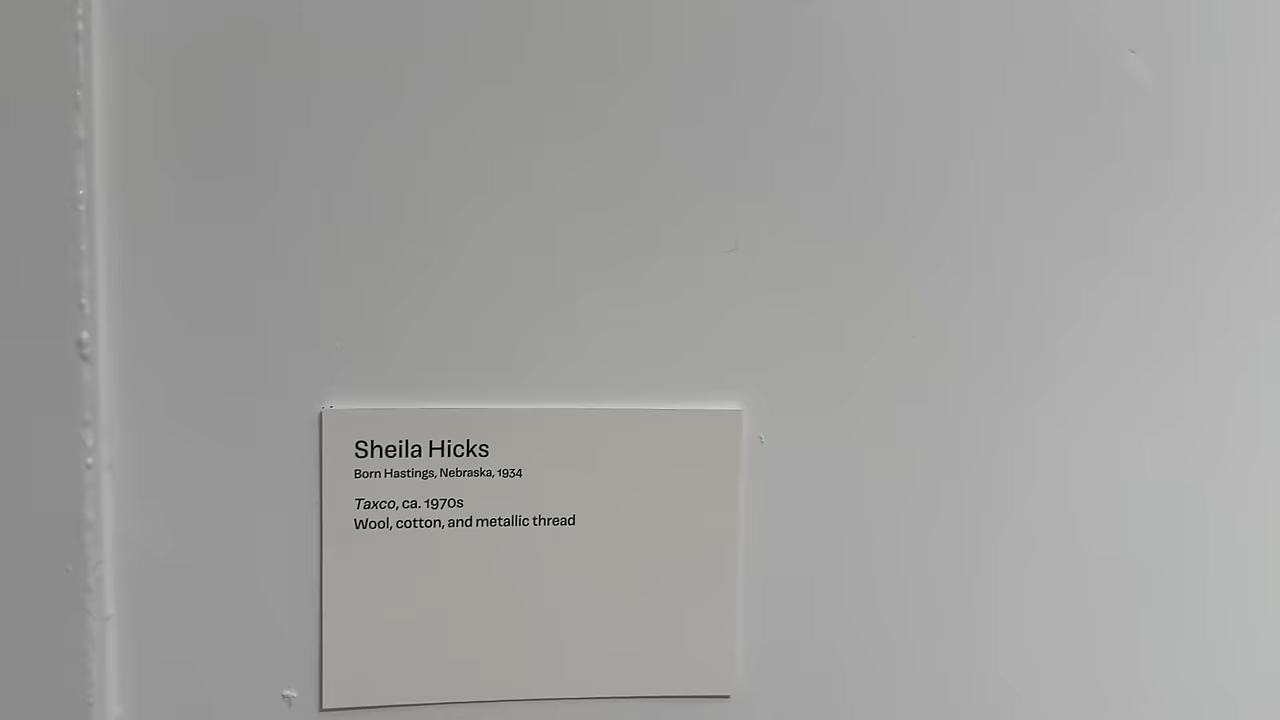 Sheila Hicks
Born Hastings, Nebraska, 1934
Taxco, ca. 1970s
Wool, cotton, and metallic thread